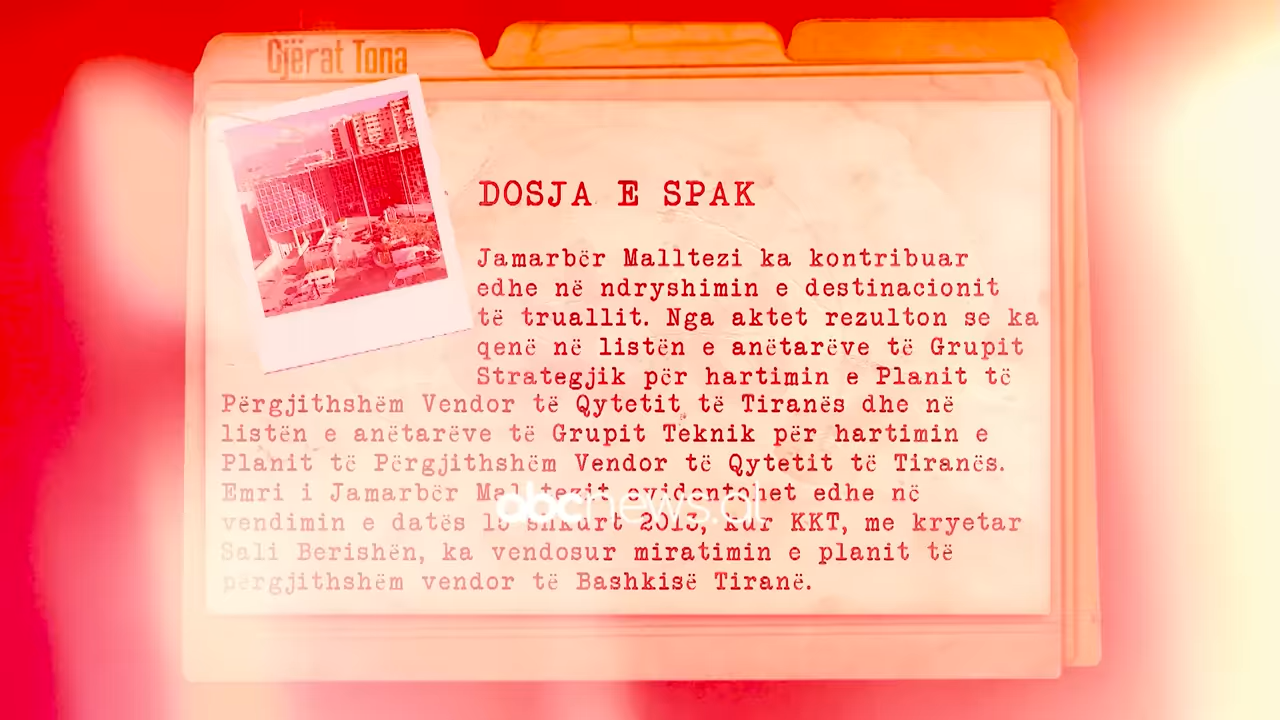 Gjërat Tona
DOSJA E SPAK
Jamarbër Malltezi ka kontribuar
edhe në ndryshimin e destinacionit
të truallit. Nga aktet rezulton se ka
qenë në listën e anëtarëve të Grupit
Strategjik për hartimin e Planit të
Përgjithshëm Vendor të Qytetit të Tiranës dhe në
listën e anëtarëve të Grupit Teknik për hartimin e
Planit të Përgjithshëm Vendor të Qytetit të Tiranës.
Emri i Jamarbër Malltezit evidentohet edhe në
abcnews.al
vendimin e datës shkurt 2013, kur KKT, me kryetar
Sali Berishën, ka vendosur miratimin e planit të
përgjithshëm vendor të Bashkisë Tiranë.